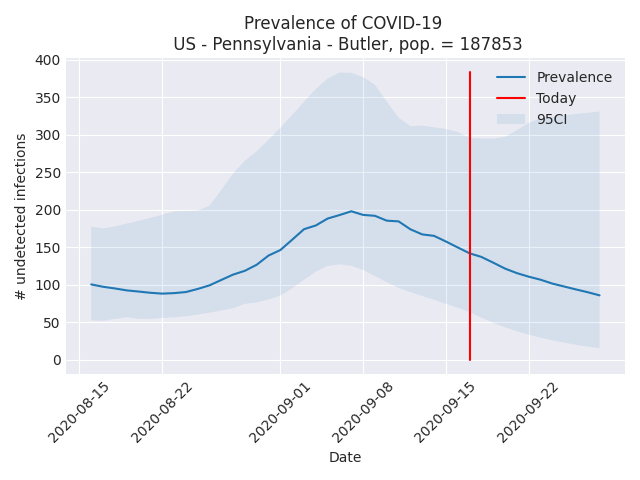 Prevalence of COVID-19
US - Pennsylvania - Butler, pop. = 187853
400
350
300
250
200
150
100
50
0
# undetected infections
Prevalence
Today
95CI
2020-08-15
2020-08-22
2020-09-01
2020-09-08
2020-09-15
2020-09-22
Date